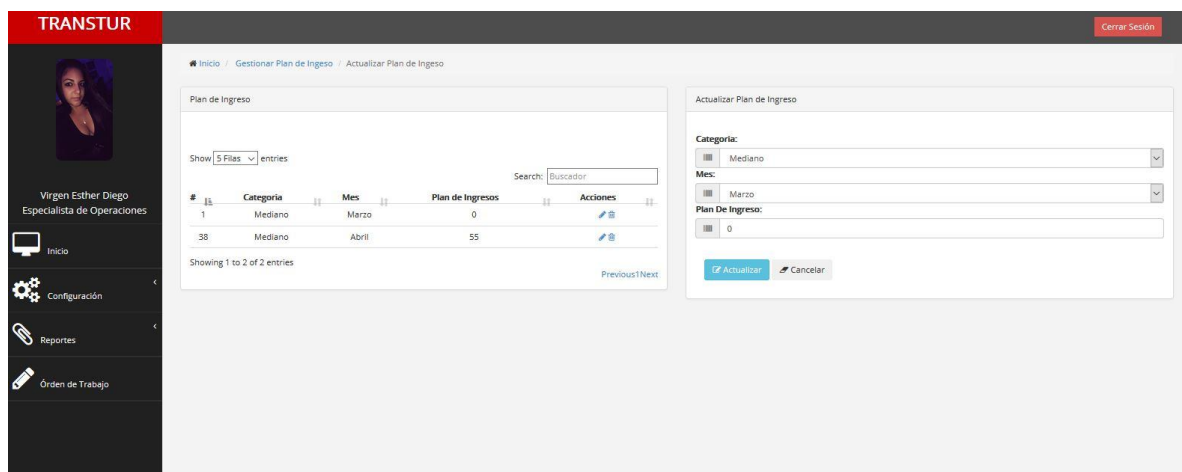 TRANSTUR
Cerrar Sesión
Virgen Esther Diego
Especialista de Operaciones
Inicio
Configuración
Reportes
Órden de Trabajo
Inicio / Gestionar Plan de Ingeso / Actualizar Plan de Ingeso
Plan de Ingreso
Show 5 Filas entries
Search: Buscador
# Categoria Mes Plan de Ingresos Acciones
1 Mediano Marzo 0
38 Mediano Abril 55
Showing 1 to 2 of 2 entries
Previous1Next
Actualizar Plan de Ingreso
Categoria:
Mediano
Mes:
Marzo
Plan De Ingreso:
0
Actualizar Cancelar